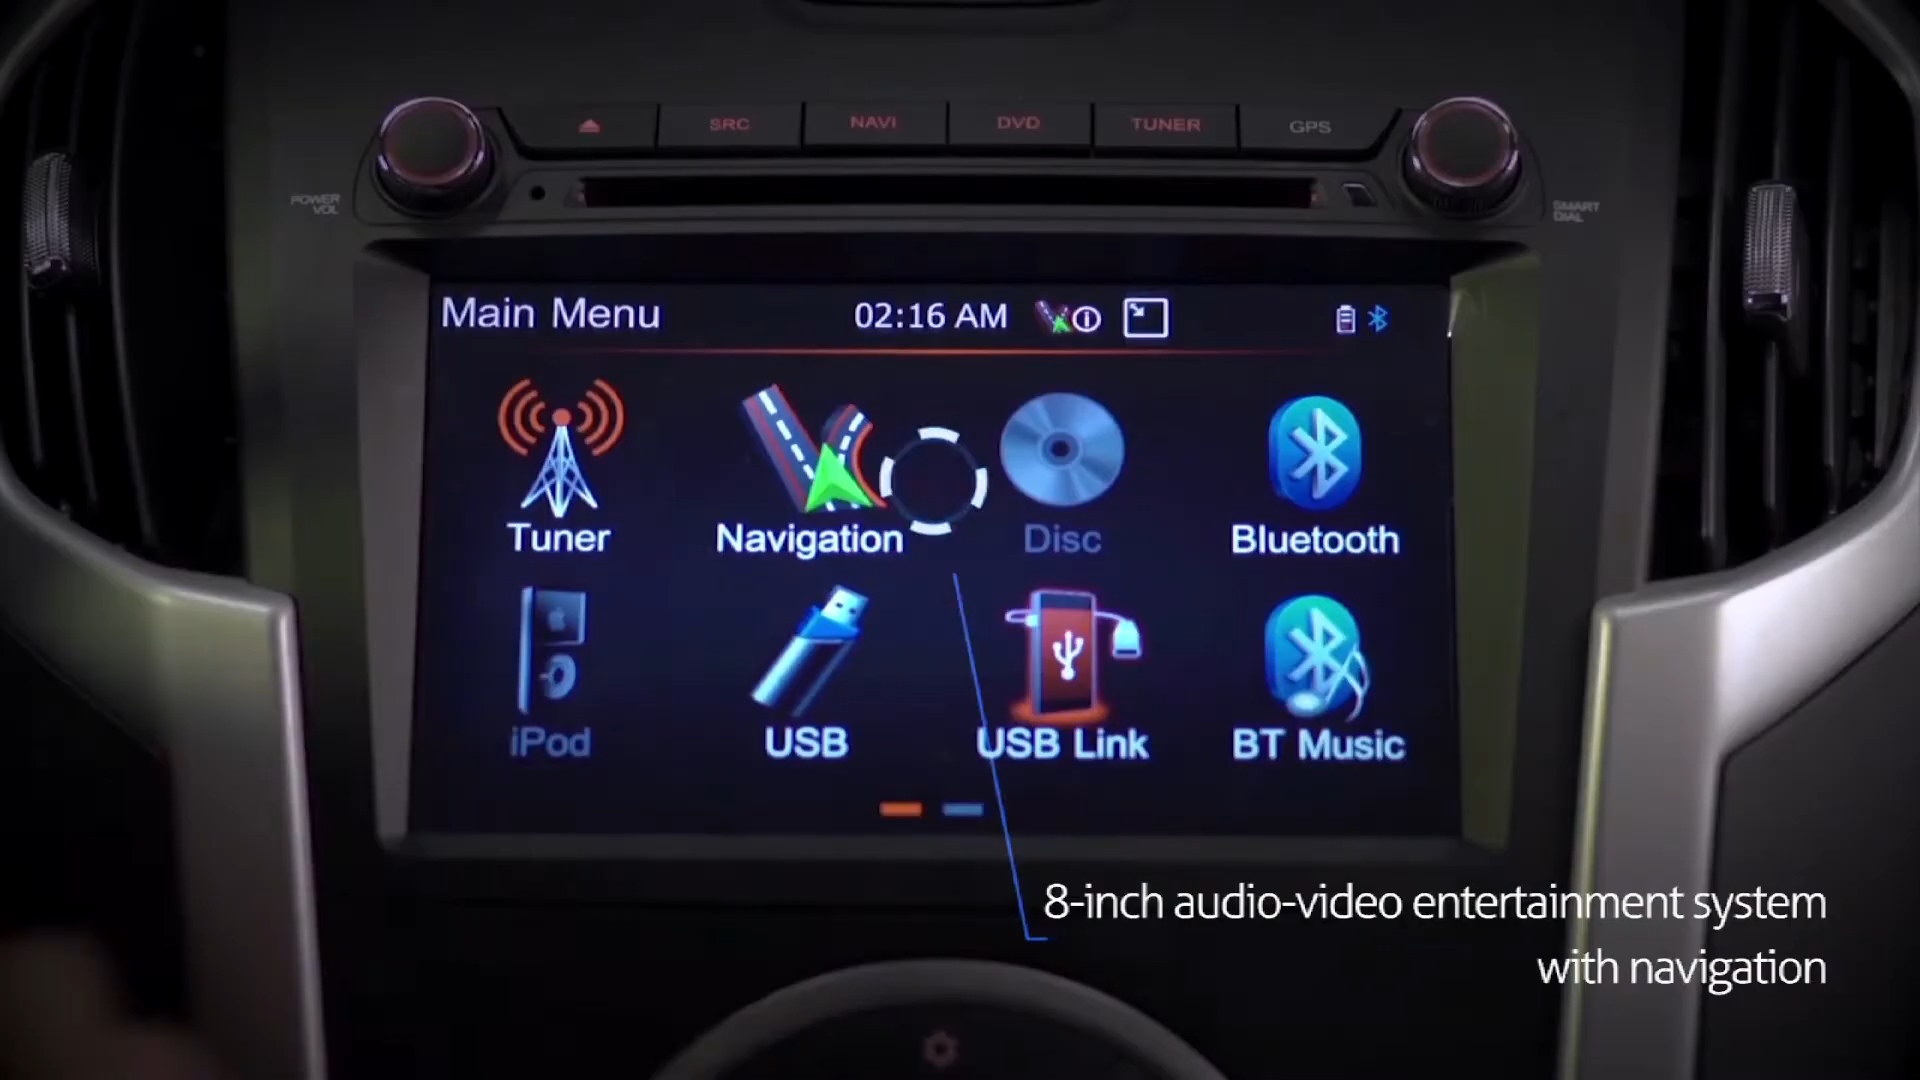 SRC NAVI DVD TUNER GPS
POWER
VOL
SMART
DIAL
Main Menu 02:16 AM
Tuner Navigation Disc Bluetooth
iPod USB USB Link BT Music
8-inch audio-video entertainment system
with navigation